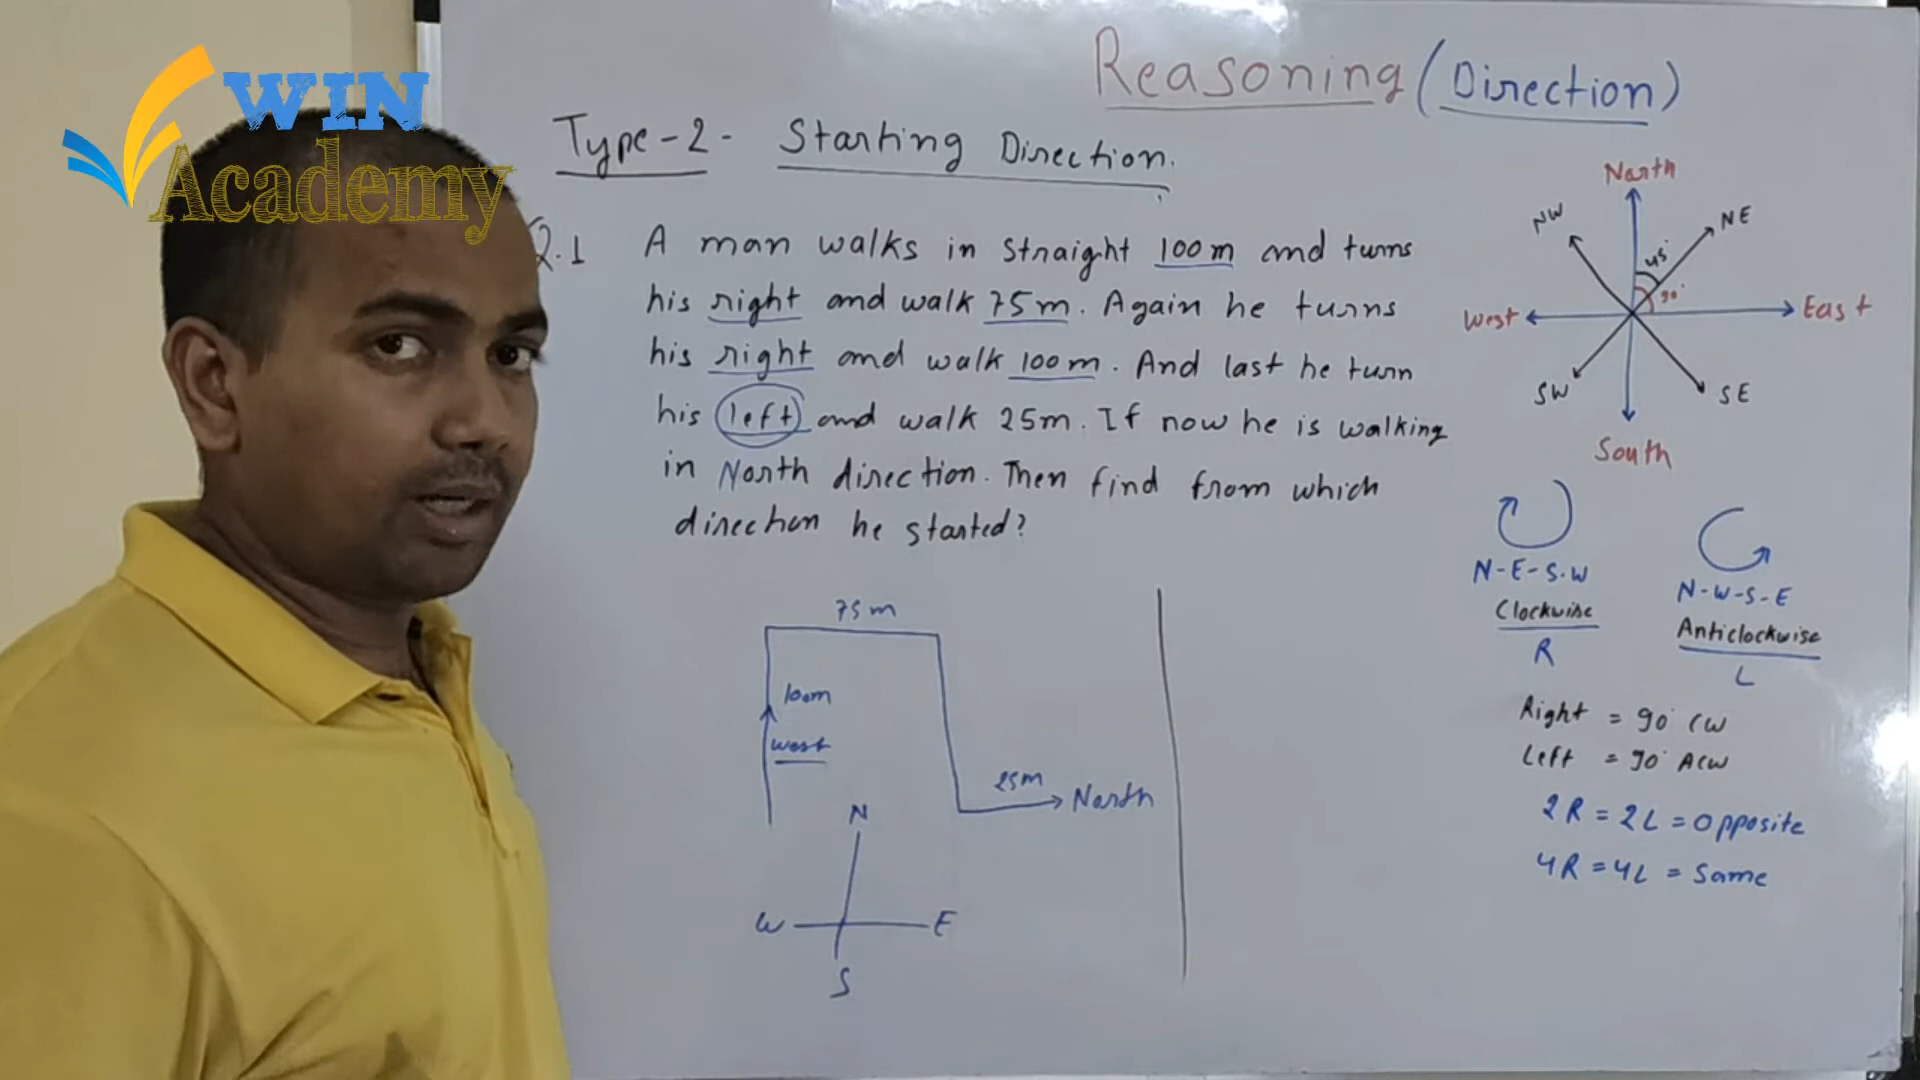 WIN
Academy
Reasoning (Direction)
Type-2- Starting Direction.
Q.1 A man walks in straight 100m and turns
his right and walk 75m. Again he turns
his right and walk 100m. And last he turn
his left and walk 25m. If now he is walking
in North direction. Then find from which
direction he started?
North
NW
NE
45°
90°
West
East
SW
SE
South
N-E-S-W
Clockwise
R
N-W-S-E
Anticlockwise
L
Right = 90° CW
Left = 90° ACW
2R = 2L = Opposite
4R = 4L = Same
75m
100m
West
25m
North
N
W
E
S